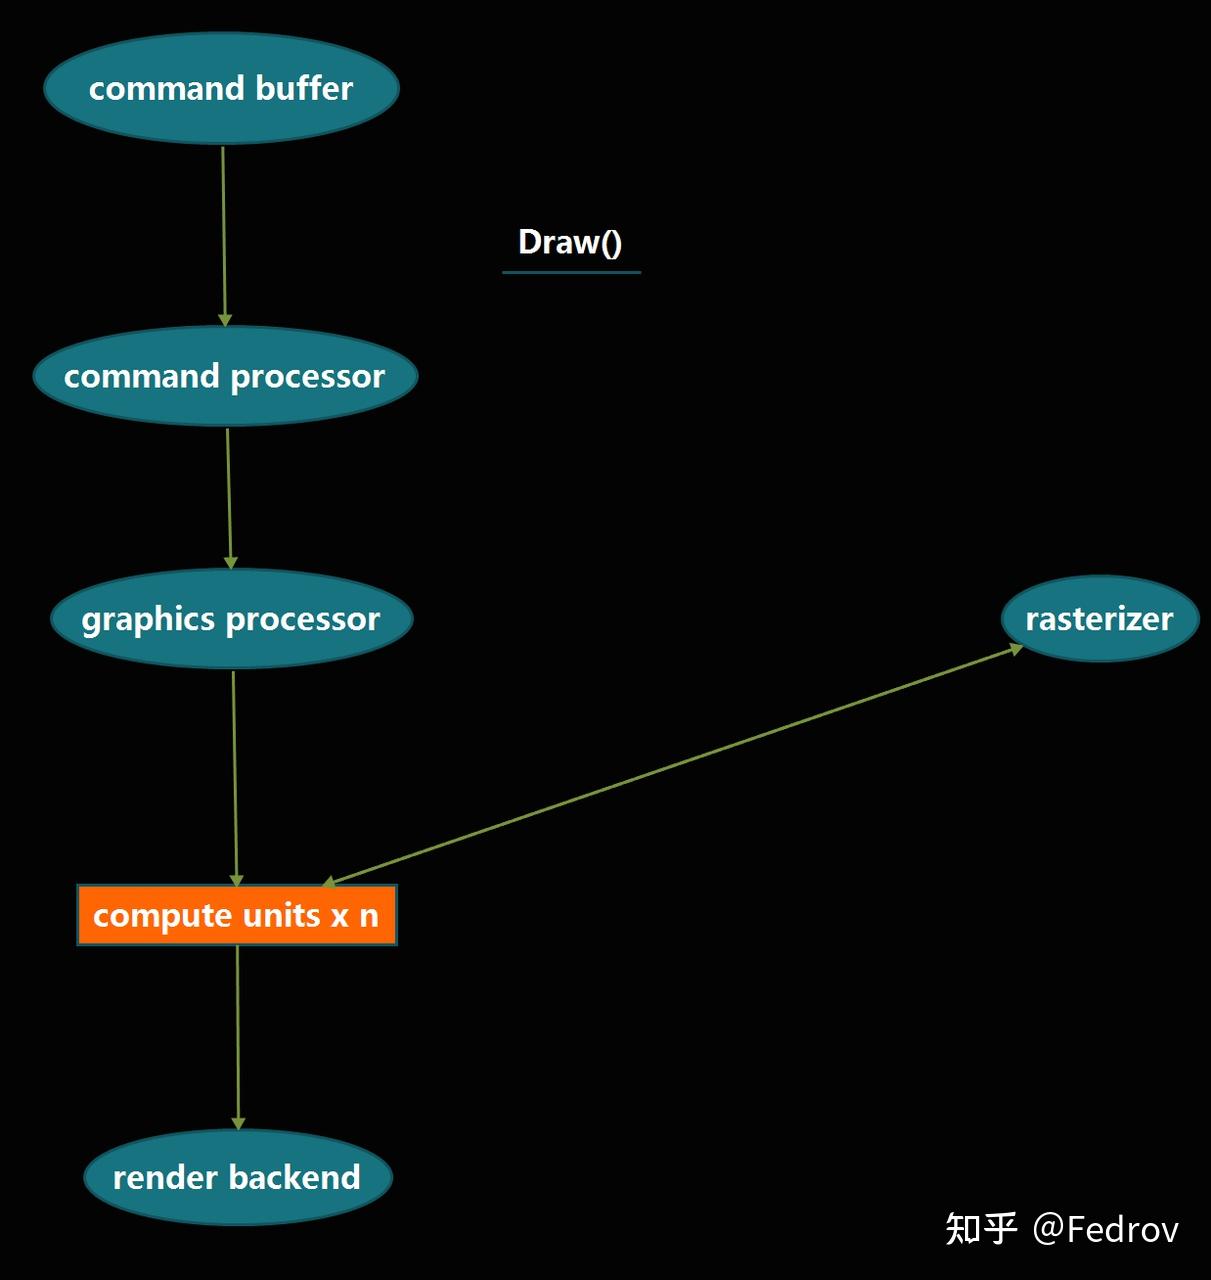 command buffer
Draw()
command processor
graphics processor
rasterizer
compute units x n
render backend
知乎 @Fedrov